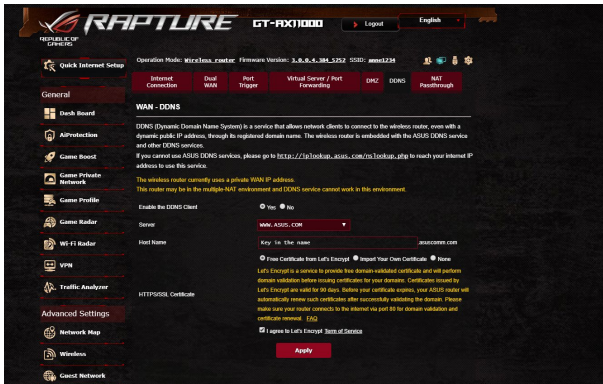 REPUBLIC OF
GAMERS
RAPTURE
GT-AX11000
Logout
English
Quick Internet Setup
Operation Mode: Wireless router Firmware Version: 3.0.0.4.384_5252 SSID: anne1234
Internet Connection
Dual WAN
Port Trigger
Virtual Server / Port Forwarding
DMZ
DDNS
NAT Passthrough
General
Dash Board
AiProtection
Game Boost
Game Private Network
Game Profile
Game Radar
Wi-Fi Radar
VPN
Traffic Analyzer
Advanced Settings
Network Map
Wireless
Guest Network
WAN - DDNS
DDNS (Dynamic Domain Name System) is a service that allows network clients to connect to the wireless router, even with a
dynamic public IP address, through its registered domain name. The wireless router is embedded with the ASUS DDNS service
and other DDNS services.
If you cannot use ASUS DDNS services, please go to http://iplookup.asus.com/nslookup.php to reach your internet IP
address to use this service.
The wireless router currently uses a private WAN IP address.
This router may be in the multiple-NAT environment and DDNS service cannot work in this environment.
Enable the DDNS Client
Yes No
Server
WWW.ASUS.COM
Host Name
Key in the name
.asuscomm.com
HTTPS/SSL Certificate
Free Certificate from Let's Encrypt Import Your Own Certificate None
Let's Encrypt is a service to provide free domain-validated certificate and will perform
domain validation before issuing certificates for your domains. Certificates issued by
Let's Encrypt are valid for 90 days. Before your certificate expires, your ASUS router will
automatically renew such certificates after successfully validating the domain. Please
make sure your router connects to the internet via port 80 for domain validation and
certificate renewal. FAQ
I agree to Let's Encrypt Term of Service
Apply